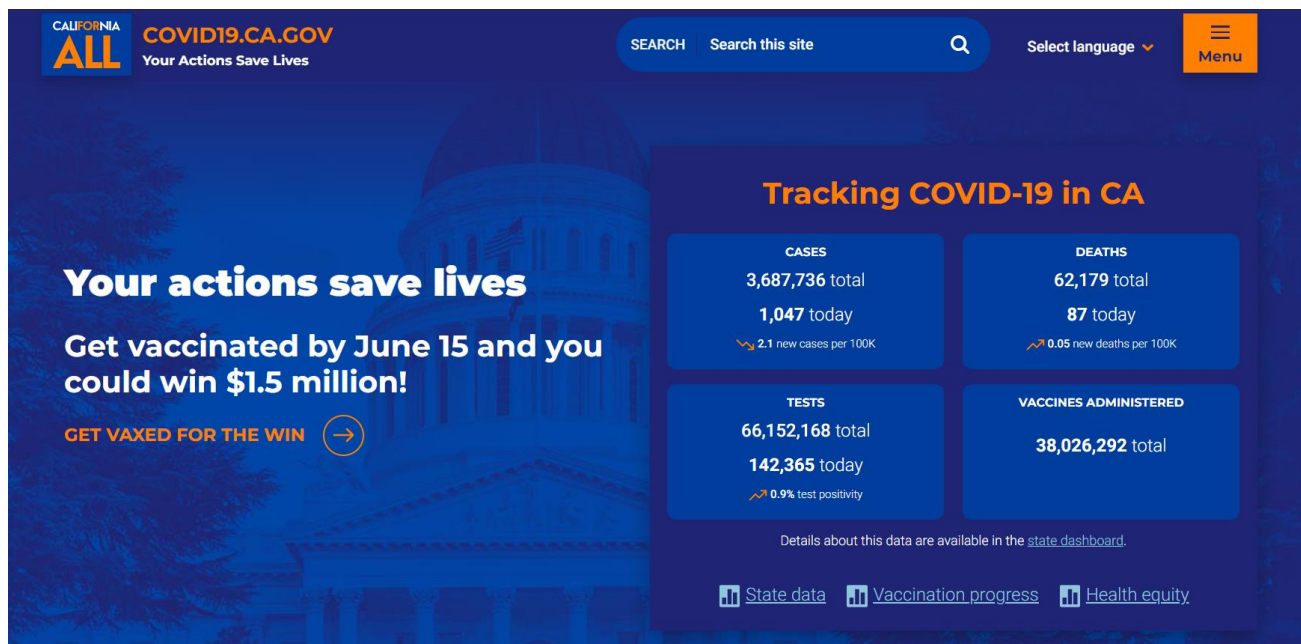 CALIFORNIA
ALL
COVID19.CA.GOV
Your Actions Save Lives
SEARCH Search this site
Select language
Menu
Your actions save lives
Get vaccinated by June 15 and you
could win $1.5 million!
GET VAXED FOR THE WIN
Tracking COVID-19 in CA
CASES
3,687,736 total
1,047 today
2.1 new cases per 100K
DEATHS
62,179 total
87 today
0.05 new deaths per 100K
TESTS
66,152,168 total
142,365 today
0.9% test positivity
VACCINES ADMINISTERED
38,026,292 total
Details about this data are available in the state dashboard.
State data Vaccination progress Health equity